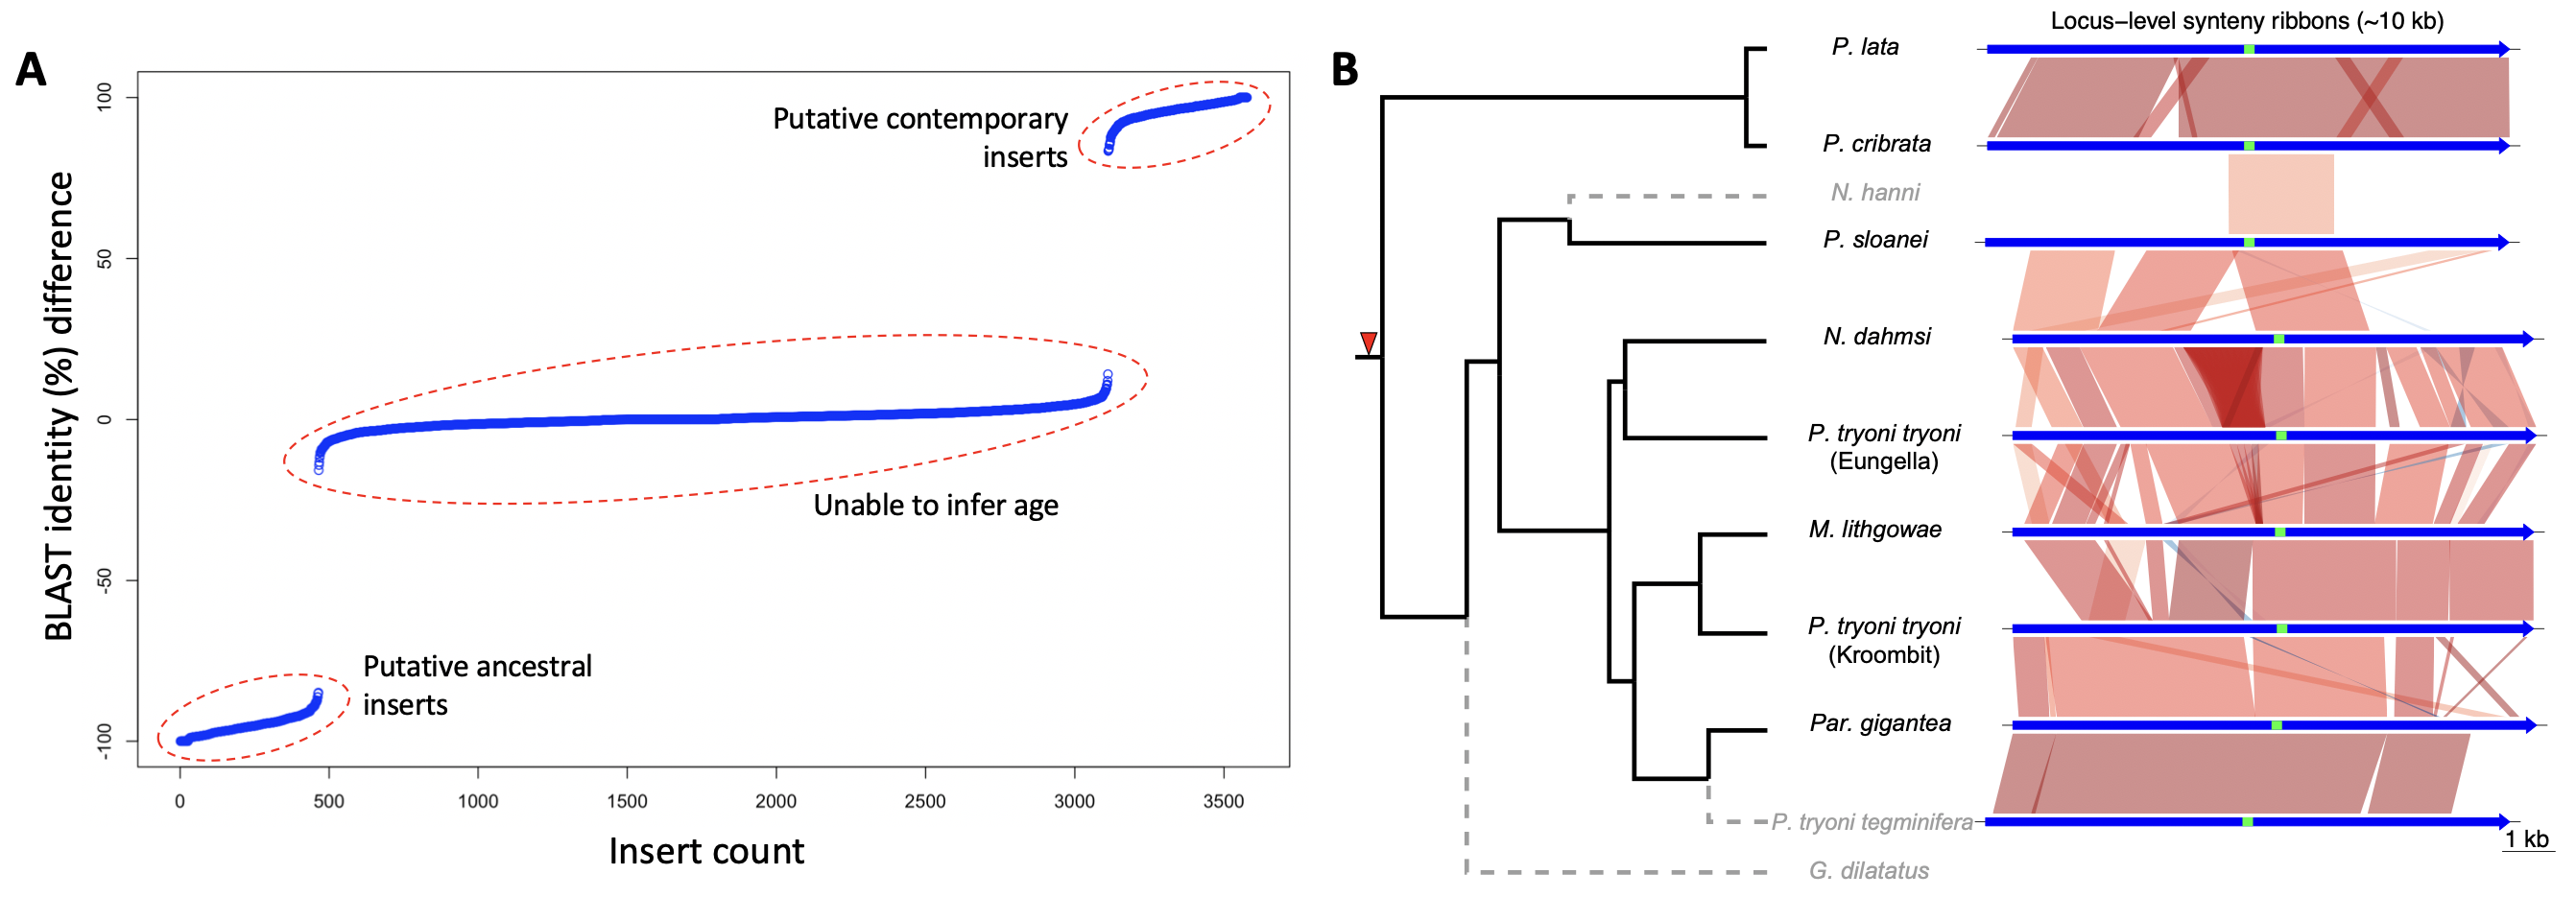 A
BLAST identity (%) difference
100
50
0
-50
-100
Putative contemporary
inserts
Unable to infer age
Putative ancestral
inserts
0
500
1000
1500
2000
2500
3000
3500
Insert count
B
Locus–level synteny ribbons (~10 kb)
P. lata
P. cribrata
N. hanni
P. sloanei
N. dahmsi
P. tryoni tryoni
(Eungella)
M. lithgowae
P. tryoni tryoni
(Kroombit)
Par. gigantea
P. tryoni tegminifera
1 kb
G. dilatatus